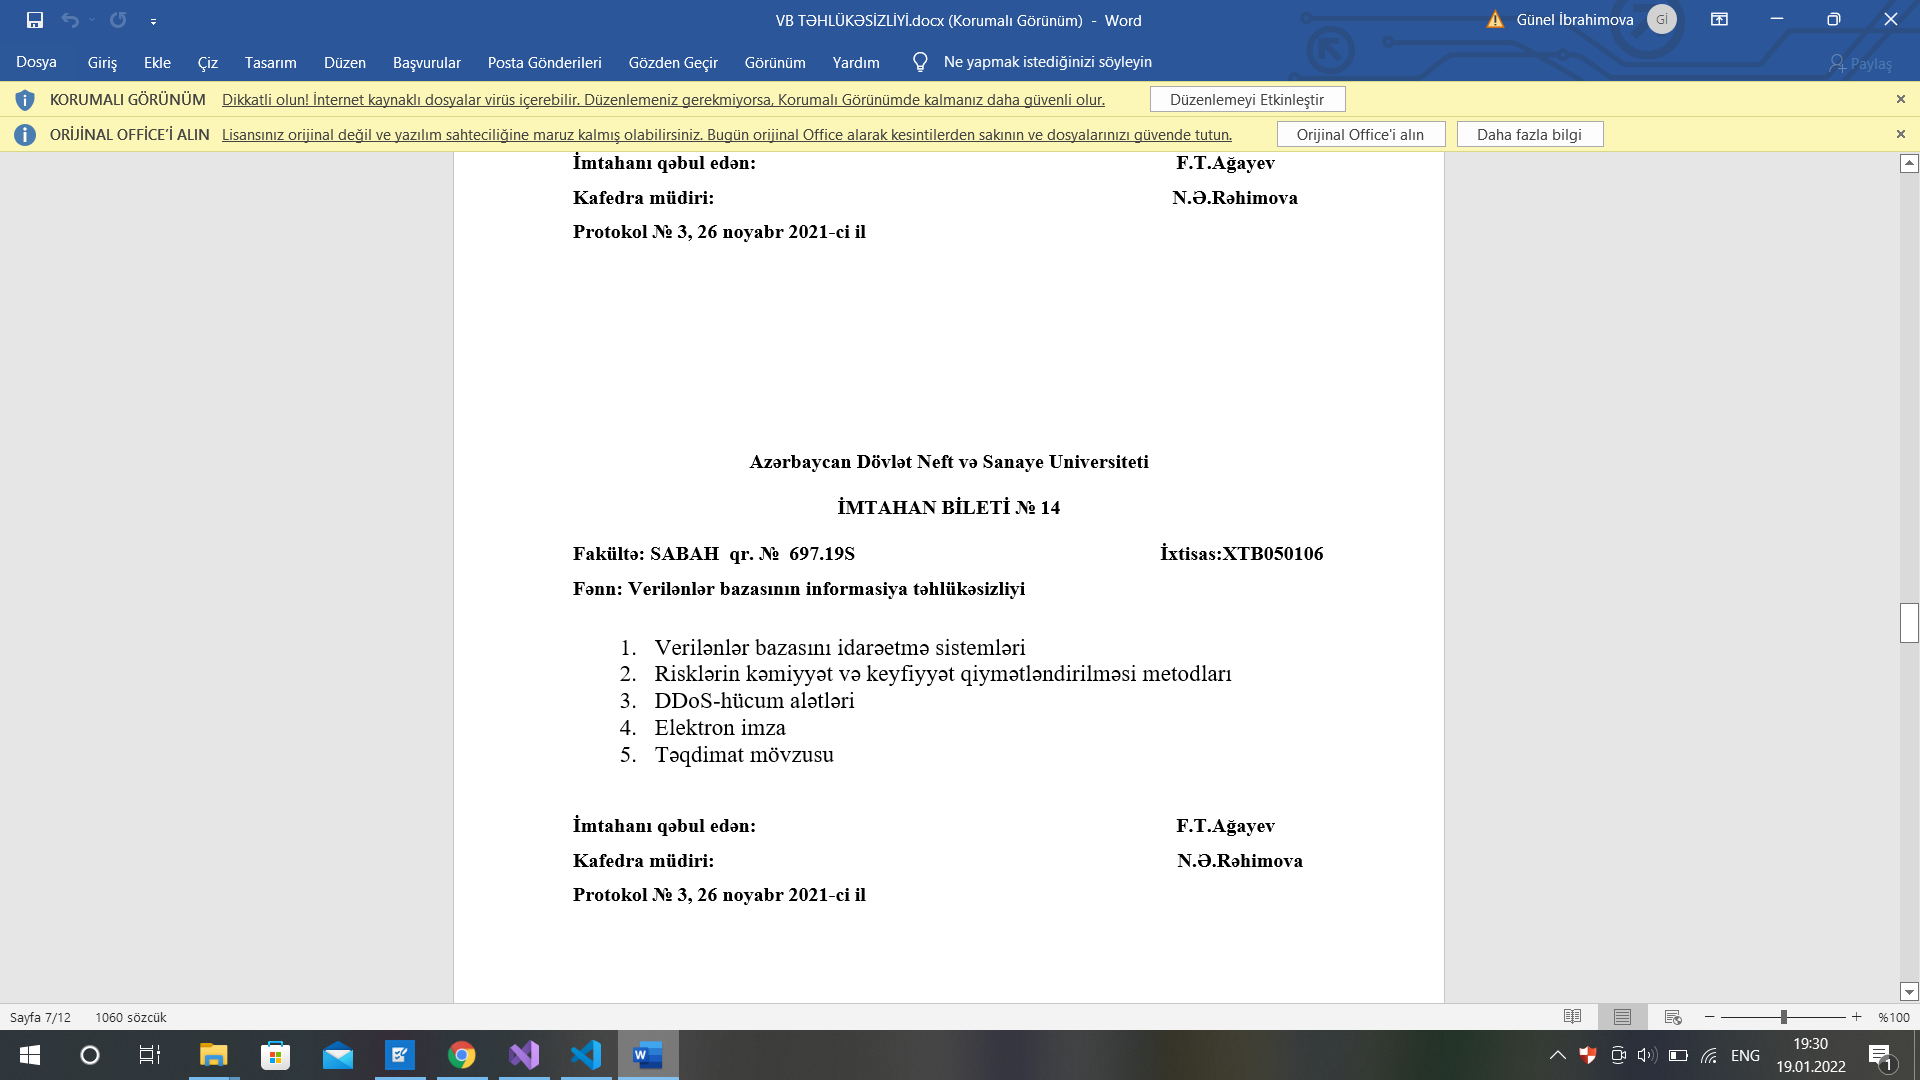 VB TƏHLÜKƏSİZLİYİ.docx (Korumalı Görünüm) - Word
Günel İbrahimova
Gİ
Dosya Giriş Ekle Çiz Tasarım Düzen Başvurular Posta Gönderileri Gözden Geçir Görünüm Yardım Ne yapmak istediğinizi söyleyin Paylaş
KORUMALI GÖRÜNÜM Dikkatli olun! İnternet kaynaklı dosyalar virüs içerebilir. Düzenlemeniz gerekmiyorsa, Korumalı Görünümde kalmanız daha güvenli olur. Düzenlemeyi Etkinleştir
ORİJİNAL OFFİCE'İ ALIN Lisansınız orijinal değil ve yazılım sahteciliğine maruz kalmış olabilirsiniz. Bugün orijinal Office alarak kesintilerden sakının ve dosyalarınızı güvende tutun. Orijinal Office'i alın Daha fazla bilgi
İmtahanı qəbul edən: F.T.Ağayev
Kafedra müdiri: N.Ə.Rəhimova
Protokol № 3, 26 noyabr 2021-ci il
Azərbaycan Dövlət Neft və Sanaye Universiteti
İMTAHAN BİLETİ № 14
Fakültə: SABAH qr. № 697.19S İxtisas:XTB050106
Fənn: Verilənlər bazasının informasiya təhlükəsizliyi
1. Verilənlər bazasını idarəetmə sistemləri
2. Risklərin kəmiyyət və keyfiyyət qiymətləndirilməsi metodları
3. DDoS-hücum alətləri
4. Elektron imza
5. Təqdimat mövzusu
İmtahanı qəbul edən: F.T.Ağayev
Kafedra müdiri: N.Ə.Rəhimova
Protokol № 3, 26 noyabr 2021-ci il
Sayfa 7/12 1060 sözcük %100
ENG
19:30
19.01.2022
1